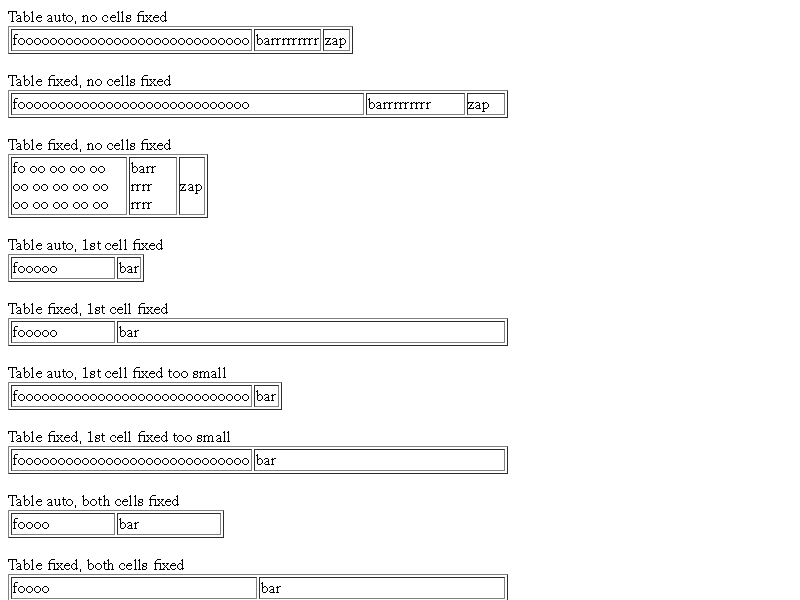 Table auto, no cells fixed
fooooooooooooooooooooooooooooo barrrrrrrrrr zap
Table fixed, no cells fixed
fooooooooooooooooooooooooooooo barrrrrrrrrr zap
Table fixed, no cells fixed
fo oo oo oo oo barr
oo oo oo oo oo rrrr zap
oo oo oo oo oo rrrr
Table auto, 1st cell fixed
fooooo bar
Table fixed, 1st cell fixed
fooooo bar
Table auto, 1st cell fixed too small
fooooooooooooooooooooooooooooo bar
Table fixed, 1st cell fixed too small
fooooooooooooooooooooooooooooo bar
Table auto, both cells fixed
foooo bar
Table fixed, both cells fixed
foooo bar